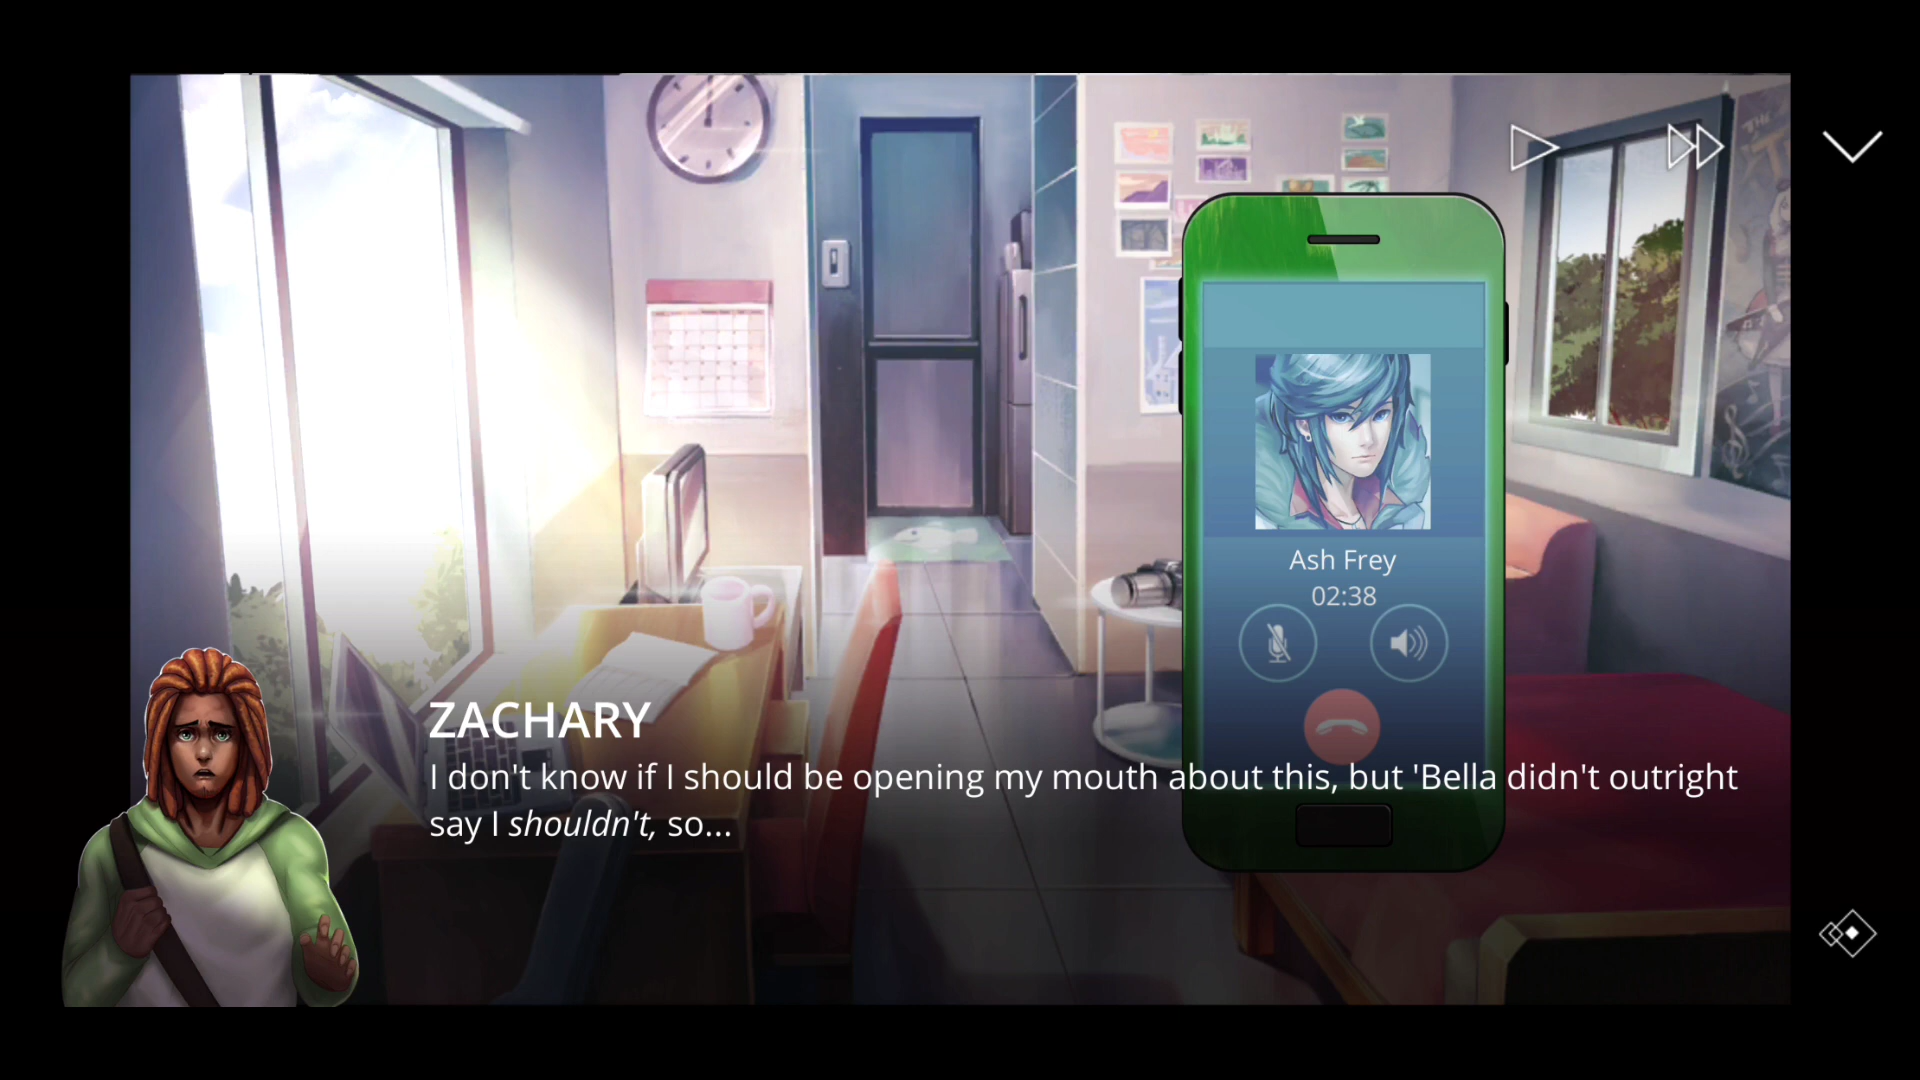 THE
Ash Frey
02:38
ZACHARY
I don't know if I should be opening my mouth about this, but 'Bella didn't outright
say I shouldn't, so...